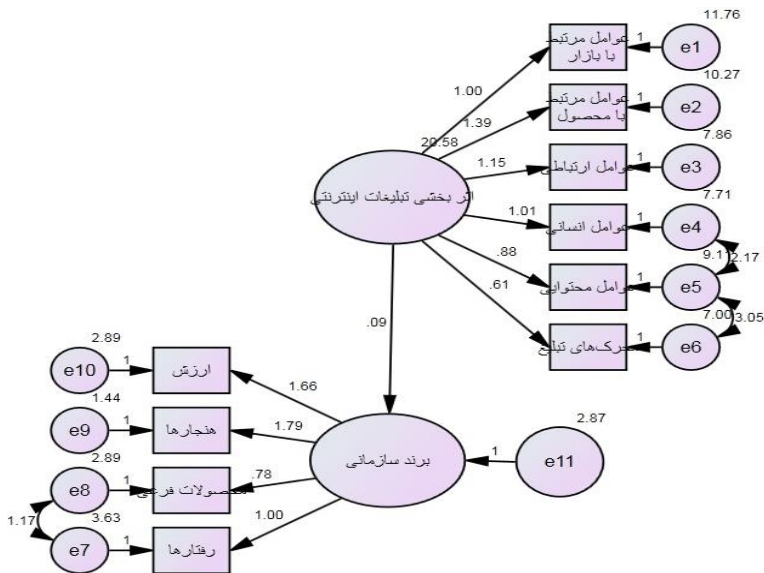 11.76
عوامل مرتبط
با بازار
1
e1
1.00
10.27
عوامل مرتبط
با محصول
1
e2
1.39
20.58
7.86
عوامل ارتباطی
1
e3
1.15
اثر بخشی تبلیغات اینترنتی
7.71
عوامل انسانی
1
e4
1.01
9.11
2.17
عوامل محتوایی
1
e5
.88
7.00
3.05
محرک‌های تبلیغ
1
e6
.61
.09
2.89
e10
1
ارزش
1.66
1.44
e9
1
هنجارها
1.79
2.89
e8
1
محصولات فرعی
.78
برند سازمانی
1
e11
2.87
1.17
3.63
e7
1
رفتارها
1.00